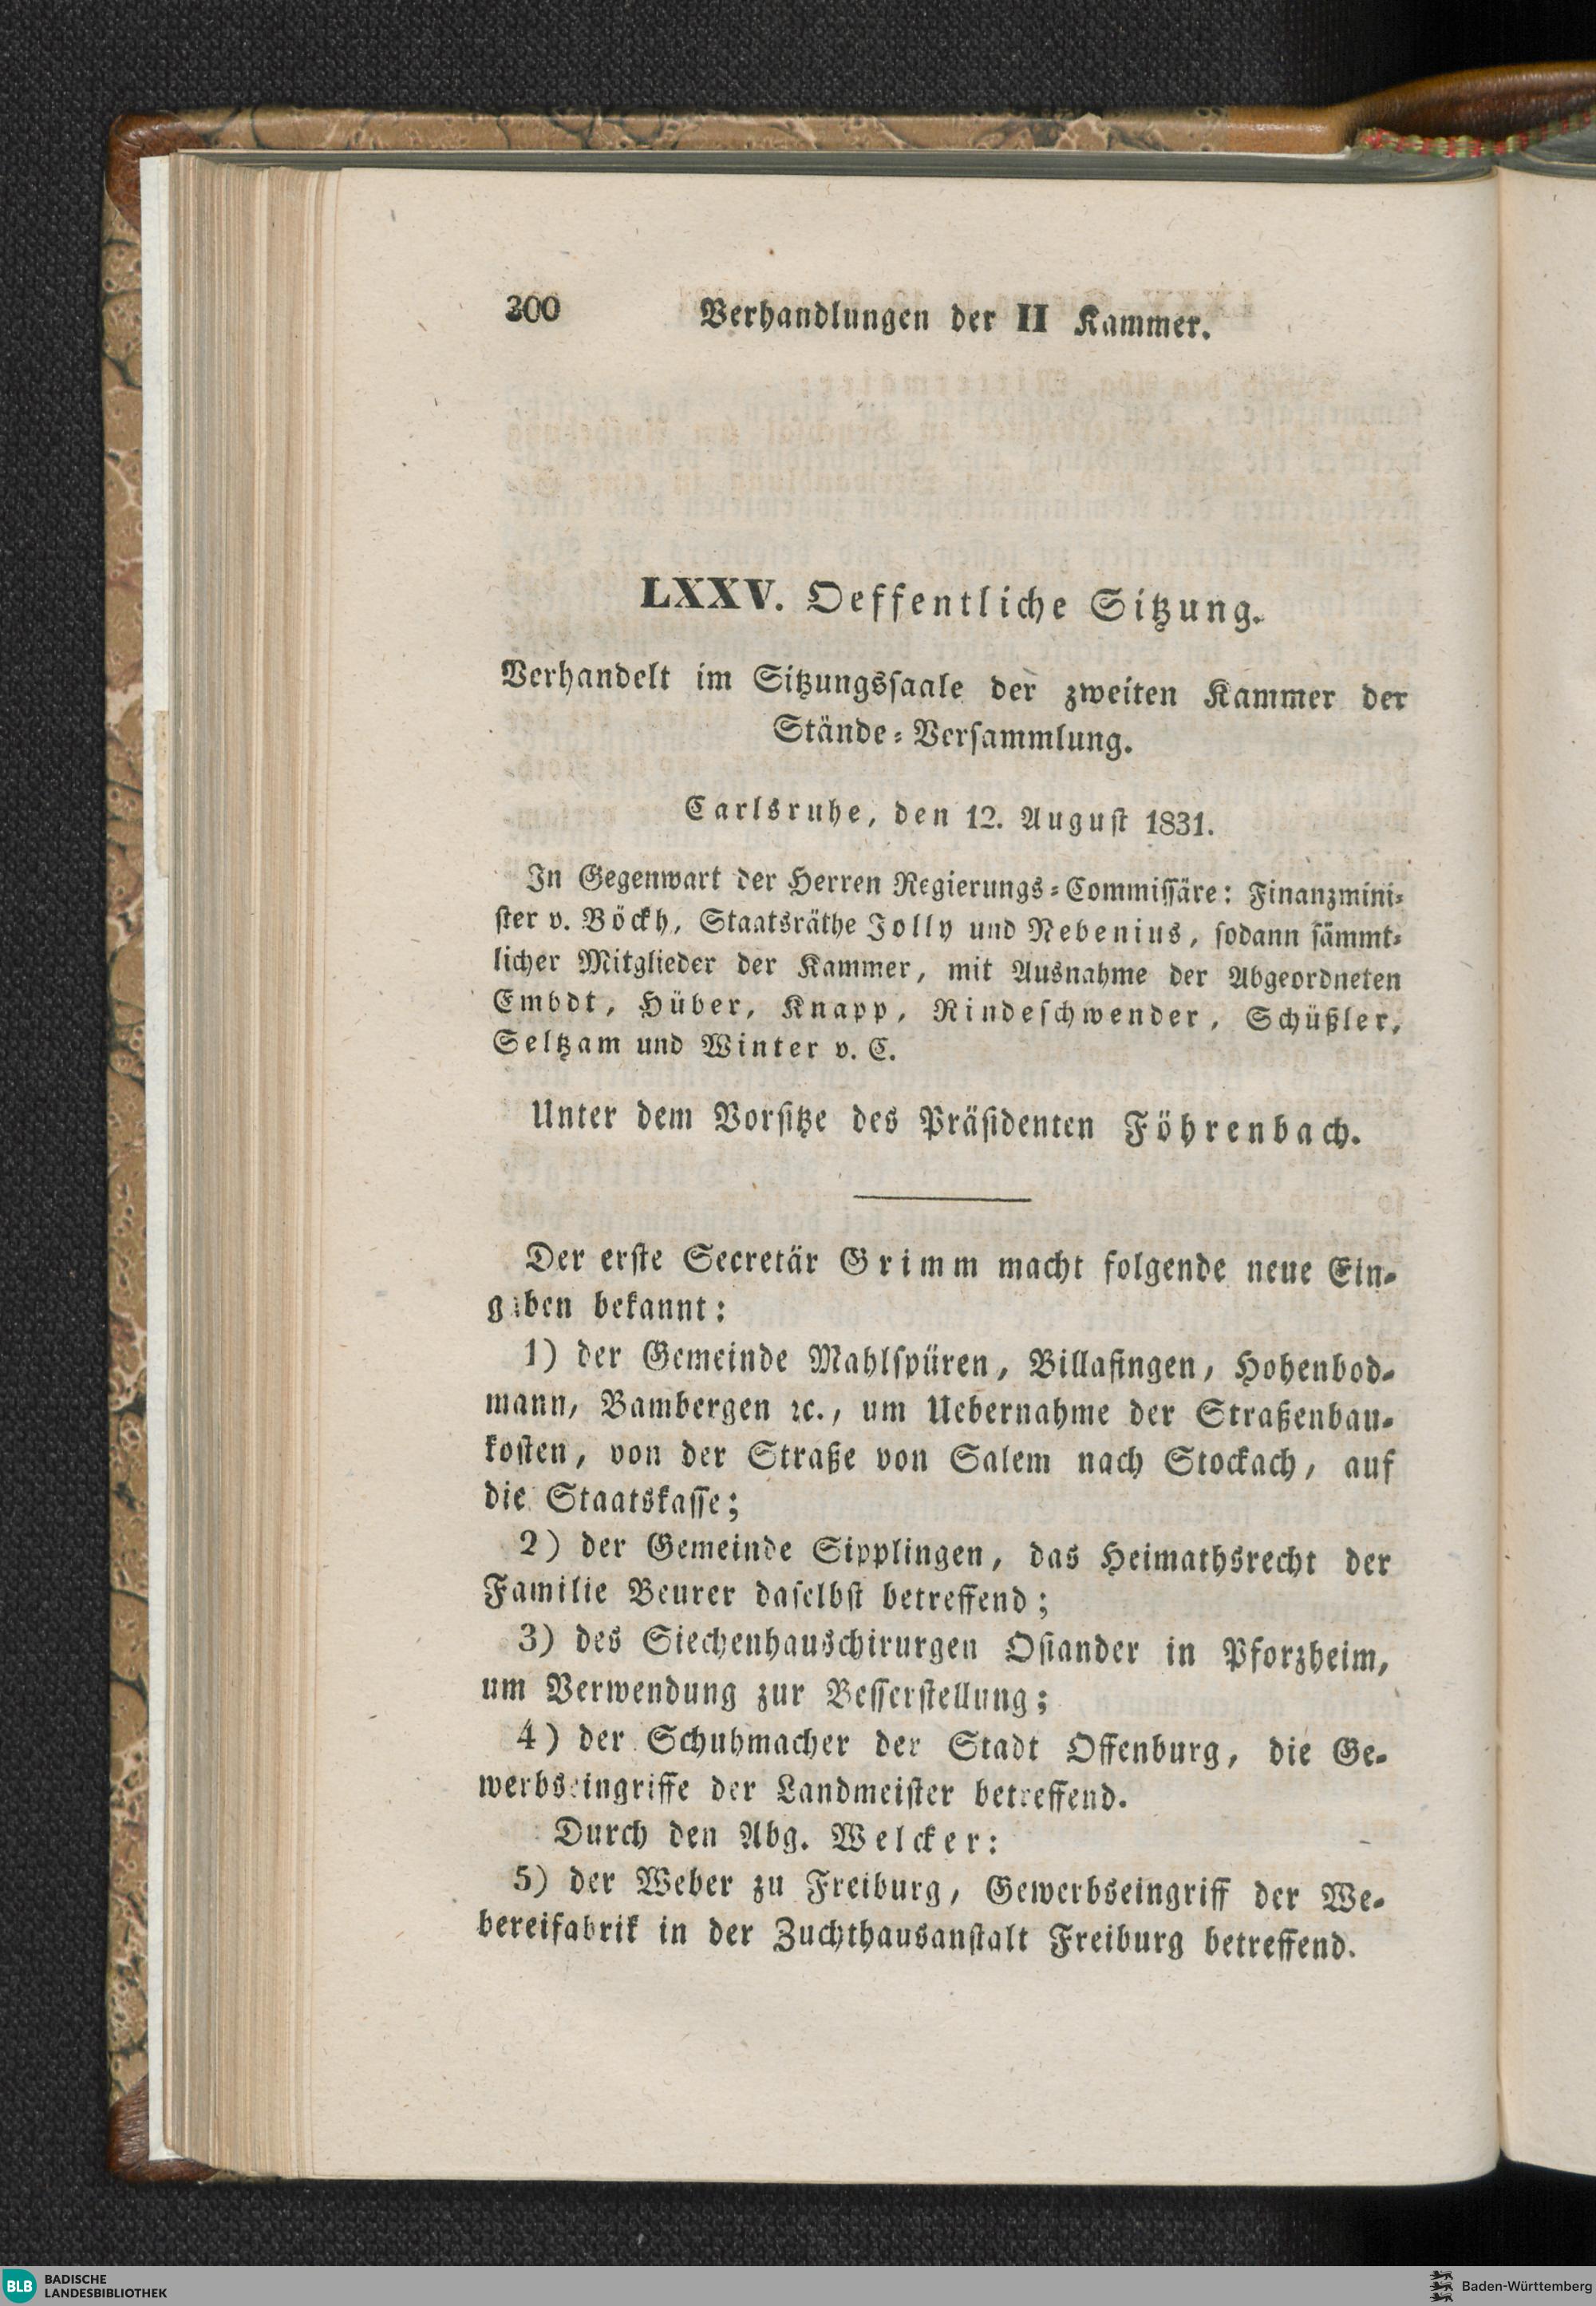 300 Verhandlungen der II Kammer.
LXXV. Oeffentliche Sitzung.
Verhandelt im Sitzungsſaale der zweiten Kammer der
Stände-Verſammlung.
Carlsruhe, den 12. Auguſt 1831.
In Gegenwart der Herren Regierungs-Commiſſäre: Finanzmini-
ſter v. Böckh, Staatsräthe Jolly und Nebenius, ſodann ſämmt-
licher Mitglieder der Kammer, mit Ausnahme der Abgeordneten
Embdt, Hüber, Knapp, Rindeſchwender, Schüßler,
Seltzam und Winter v. C.
Unter dem Vorſitze des Präſidenten Föhrenbach.
Der erſte Secretär Grimm macht folgende neue Ein-
gaben bekannt:
1) der Gemeinde Mahlſpüren, Billafingen, Hohenbod-
mann, Bambergen ꝛc., um Uebernahme der Straßenbau-
koſten, von der Straße von Salem nach Stockach, auf
die Staatskaſſe;
2) der Gemeinde Sipplingen, das Heimathsrecht der
Familie Beurer daſelbſt betreffend;
3) des Siechenhauschirurgen Oſiander in Pforzheim,
um Verwendung zur Beſſerſtellung;
4) der Schuhmacher der Stadt Offenburg, die Ge-
werbseingriffe der Landmeiſter betreffend.
Durch den Abg. Welcker:
5) der Weber zu Freiburg, Gewerbseingriff der We-
bereifabrik in der Zuchthausanſtalt Freiburg betreffend.
BLB BADISCHE
LANDESBIBLIOTHEK
Baden-Württemberg